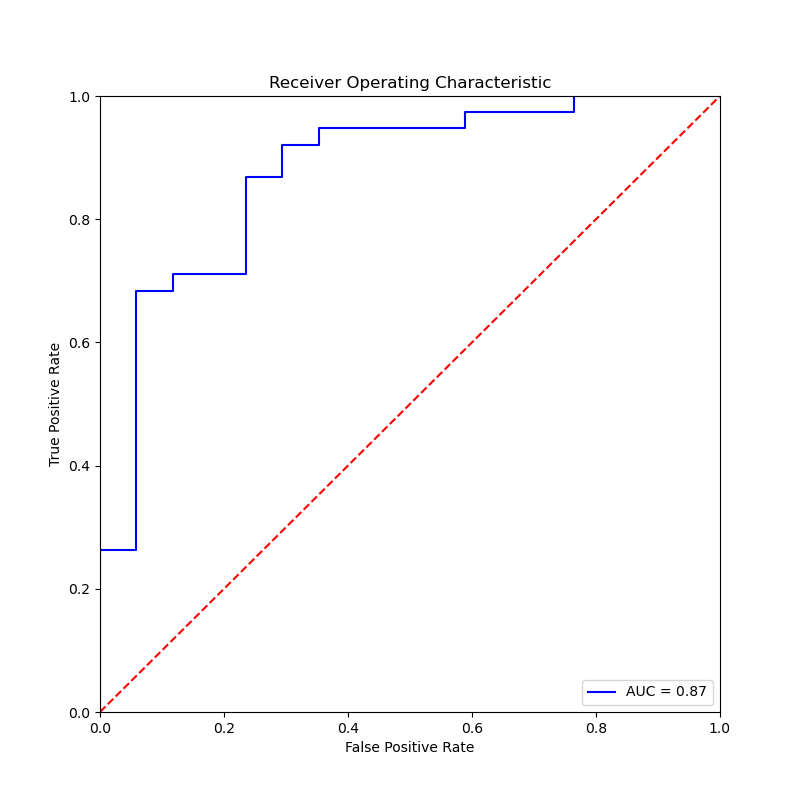 Receiver Operating Characteristic
True Positive Rate
1.0
0.8
0.6
0.4
0.2
0.0
AUC = 0.87
0.0 0.2 0.4 0.6 0.8 1.0
False Positive Rate